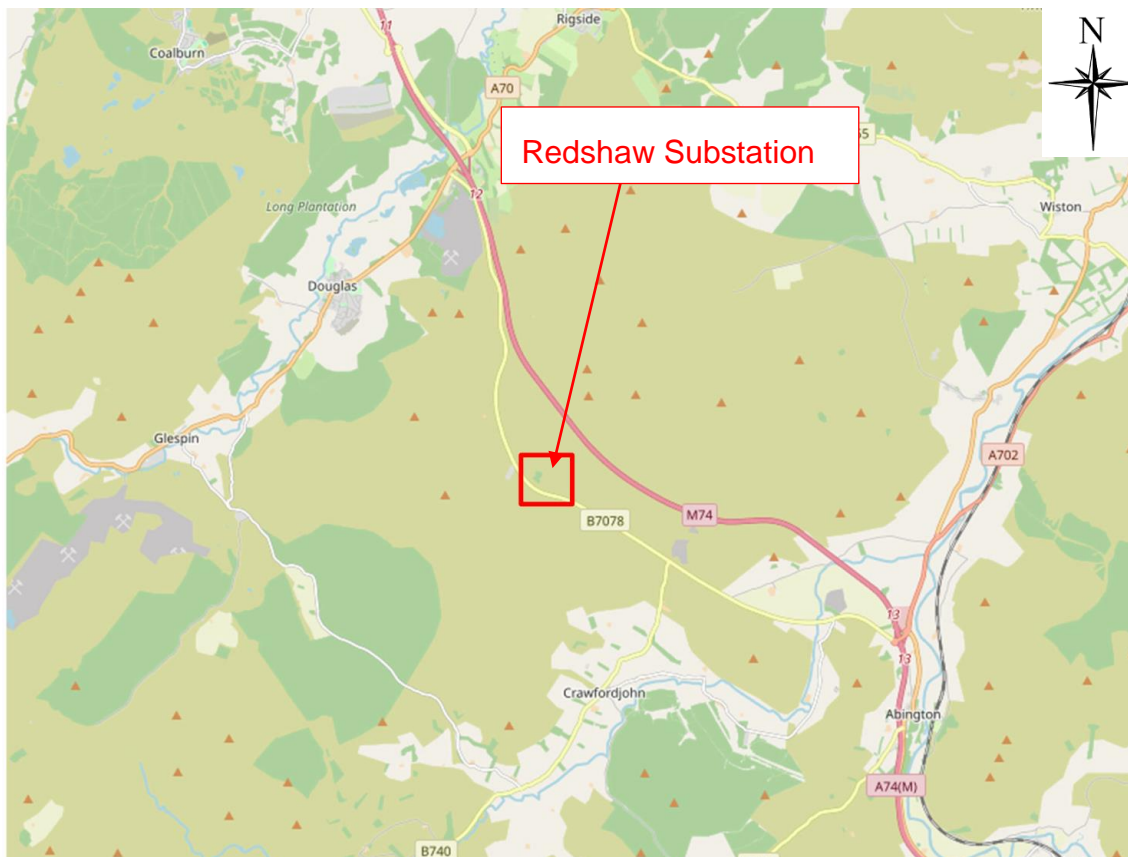 11
Rigside
N
Coalburn
A70
Redshaw Substation
12
Long Plantation
Wiston
Douglas
Glespin
A702
M74
B7078
13
13
Crawfordjohn
Abington
A74(M)
B740